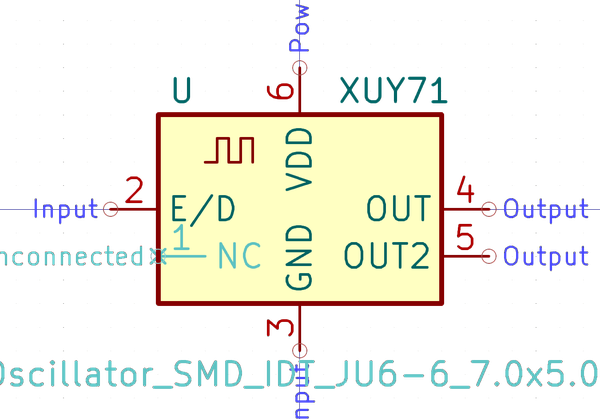 Pow
U
XUY71
6
VDD
2
4
Input
E/D
OUT
Output
1
5
nconnected
NC
GND
OUT2
Output
3
Oscillator_SMD_IDT_JU6-6_7.0x5.0
nput